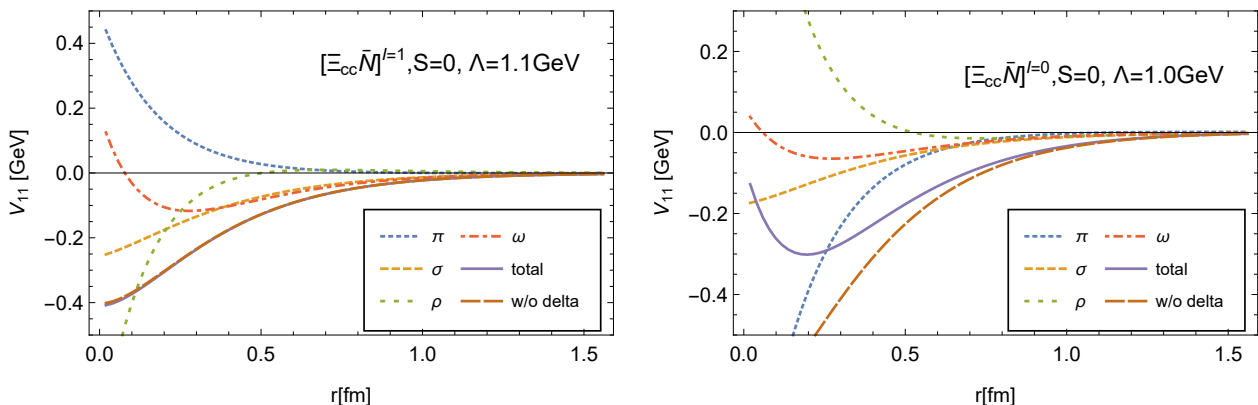 [Ξcc N̄]^I=1,S=0, Λ=1.1GeV
V11 [GeV]
0.4
0.2
0.0
−0.2
−0.4
π ω
σ total
ρ w/o delta
0.0 0.5 1.0 1.5
r[fm]
[Ξcc N̄]^I=0,S=0, Λ=1.0GeV
V11 [GeV]
0.2
0.0
−0.2
−0.4
π ω
σ total
ρ w/o delta
0.0 0.5 1.0 1.5
r[fm]